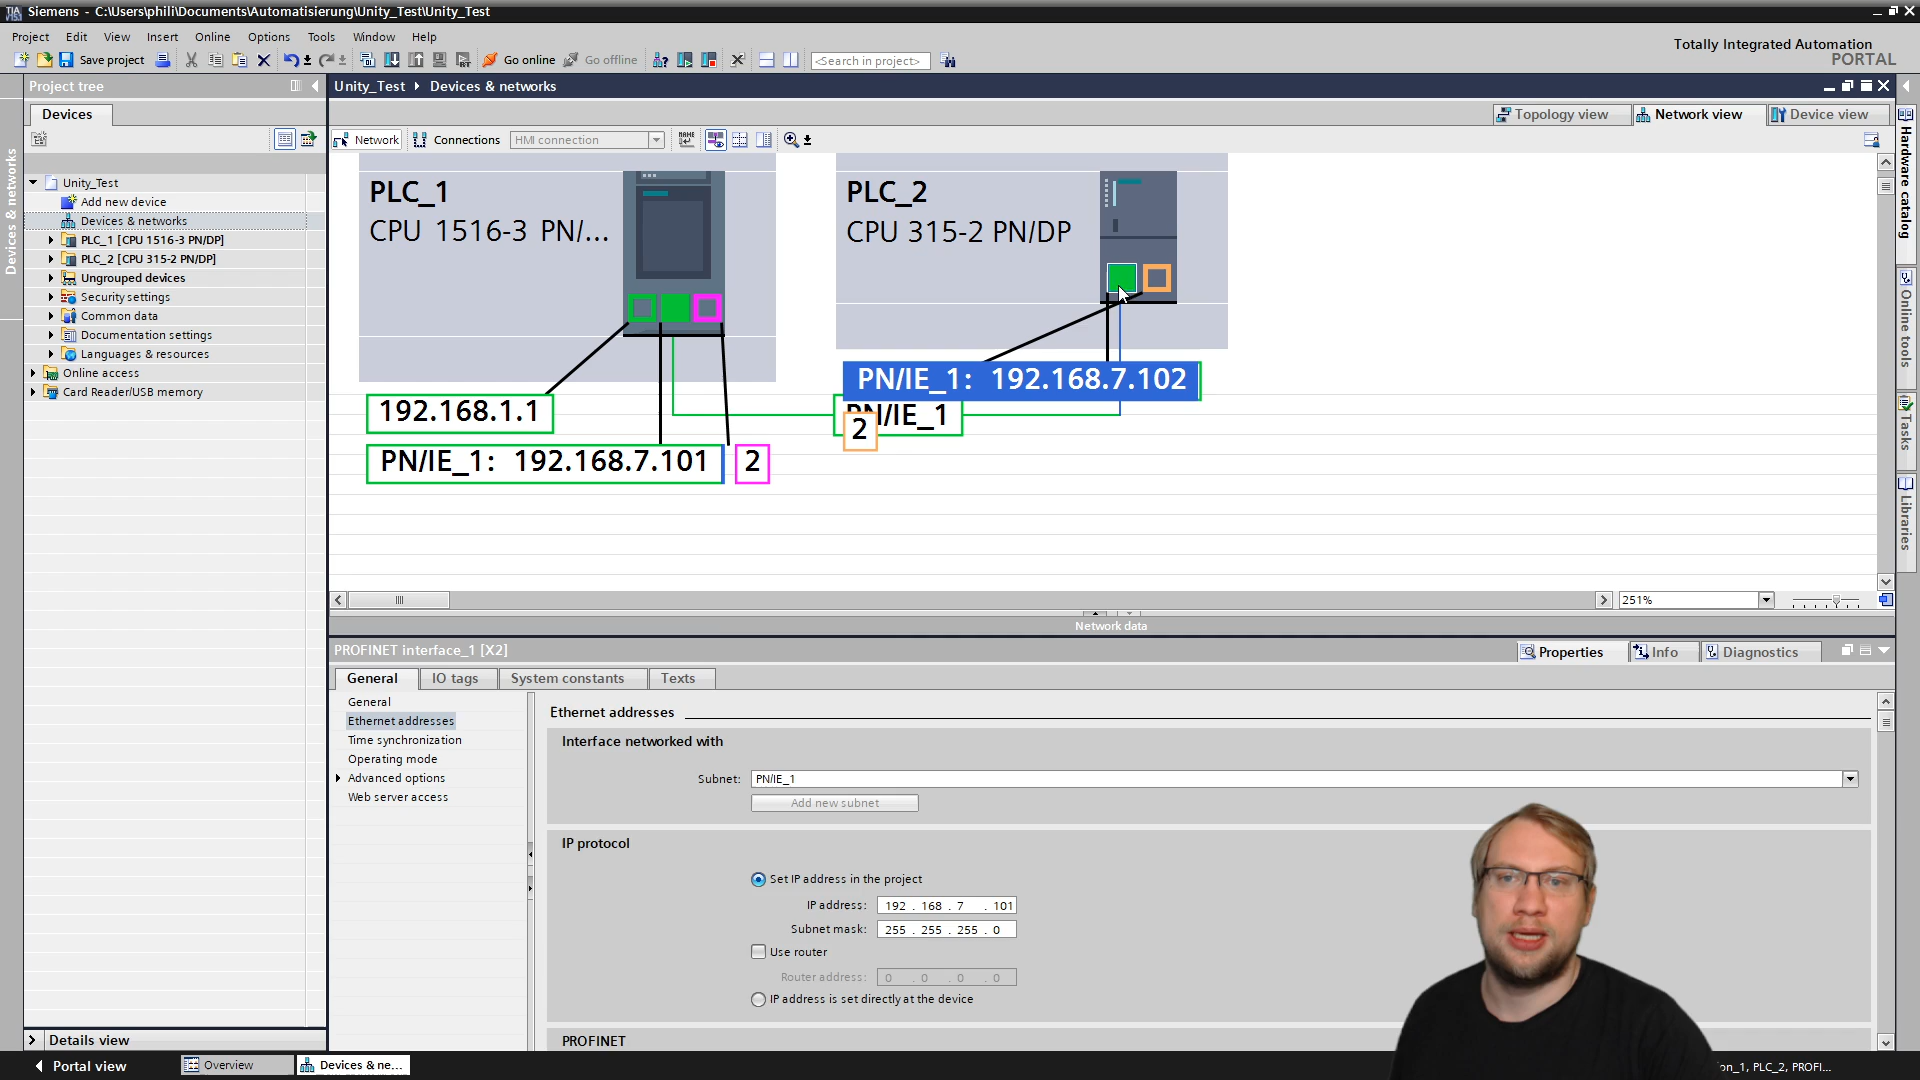 Siemens - C:\Users\phili\Documents\Automatisierung\Unity_Test\Unity_Test
Project Edit View Insert Online Options Tools Window Help
Totally Integrated Automation
PORTAL
Save project
Go online
Go offline
<Search in project>
Project tree
Unity_Test
Devices & networks
Devices
Topology view
Network view
Device view
Network
Connections
HMI connection
Devices & networks
Unity_Test
Add new device
Devices & networks
PLC_1 [CPU 1516-3 PN/DP]
PLC_2 [CPU 315-2 PN/DP]
Ungrouped devices
Security settings
Common data
Documentation settings
Languages & resources
Online access
Card Reader/USB memory
PLC_1
CPU 1516-3 PN/...
PLC_2
CPU 315-2 PN/DP
PN/IE_1: 192.168.7.102
192.168.1.1
PN/IE_1
2
PN/IE_1: 192.168.7.101
2
Hardware catalog
Online tools
Tasks
Libraries
251%
Network data
PROFINET interface_1 [X2]
Properties
Info
Diagnostics
General
IO tags
System constants
Texts
General
Ethernet addresses
Time synchronization
Operating mode
Advanced options
Web server access
Ethernet addresses
Interface networked with
Subnet: PN/IE_1
Add new subnet
IP protocol
Set IP address in the project
IP address: 192 . 168 . 7 . 101
Subnet mask: 255 . 255 . 255 . 0
Use router
Router address: 0 . 0 . 0 . 0
IP address is set directly at the device
PROFINET
Details view
Portal view
Overview
Devices & ne...
on_1, PLC_2, PROFI...